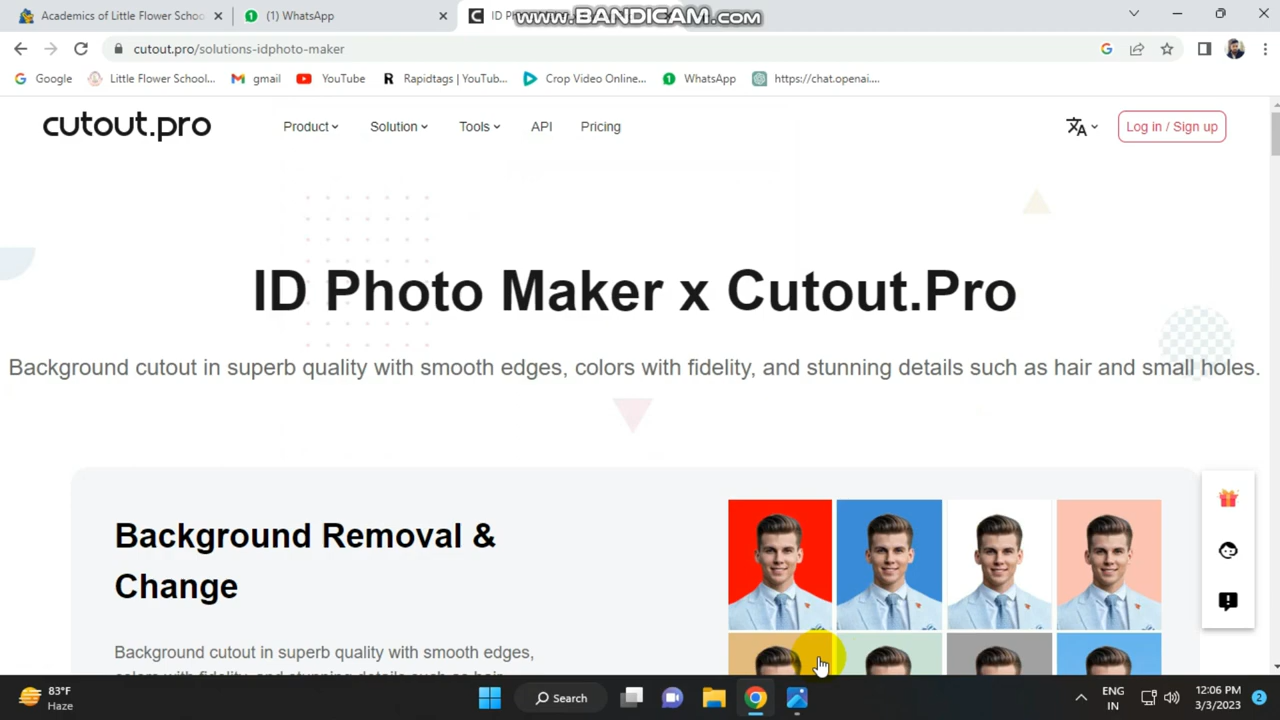 Academics of Little Flower Schoo
(1) WhatsApp
ID P
www.BANDICAM.com
cutout.pro/solutions-idphoto-maker
Google
Little Flower School...
gmail
YouTube
Rapidtags | YouTub...
Crop Video Online...
WhatsApp
https://chat.openai....
cutout.pro
Product
Solution
Tools
API
Pricing
Log in / Sign up
ID Photo Maker x Cutout.Pro
Background cutout in superb quality with smooth edges, colors with fidelity, and stunning details such as hair and small holes.
Background Removal &
Change
Background cutout in superb quality with smooth edges,
83°F
Haze
Search
ENG
IN
12:06 PM
3/3/2023
2